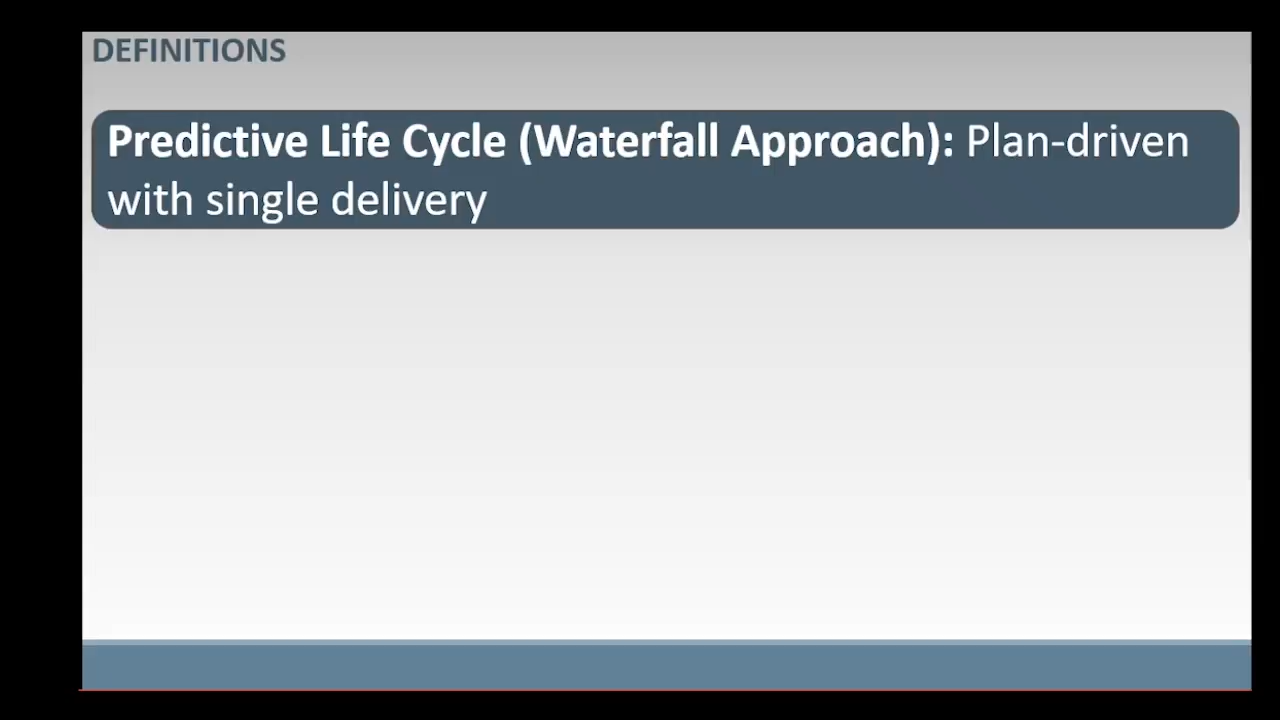 DEFINITIONS
Predictive Life Cycle (Waterfall Approach): Plan-driven
with single delivery